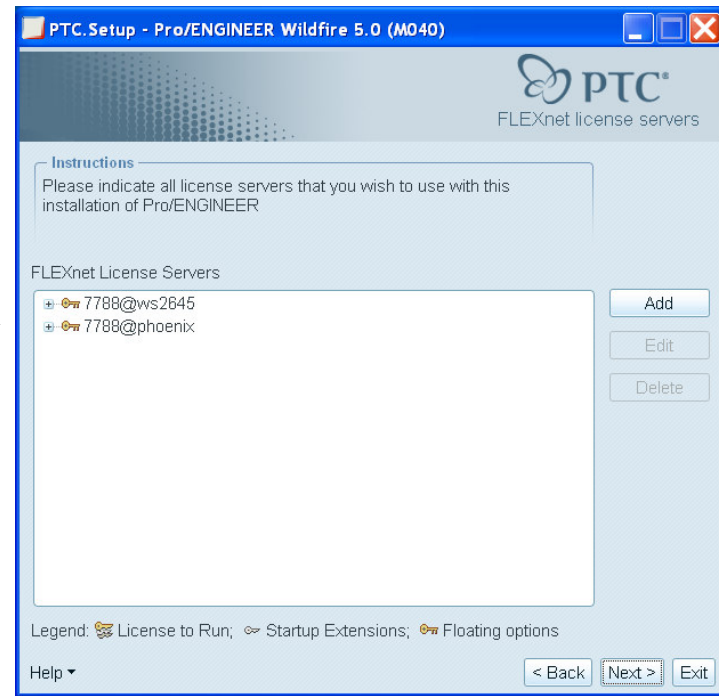 PTC.Setup - Pro/ENGINEER Wildfire 5.0 (M040)
PTC®
FLEXnet license servers
Instructions
Please indicate all license servers that you wish to use with this
installation of Pro/ENGINEER
FLEXnet License Servers
7788@ws2645
7788@phoenix
Add
Edit
Delete
Legend: License to Run; Startup Extensions; Floating options
Help
< Back Next > Exit